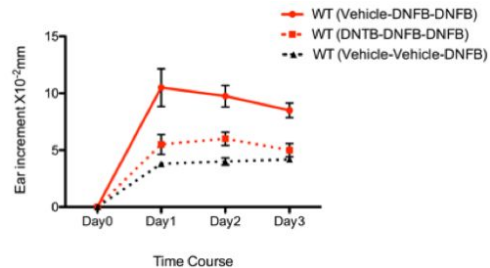 WT (Vehicle-DNFB-DNFB)
WT (DNTB-DNFB-DNFB)
WT (Vehicle-Vehicle-DNFB)
Ear increment X10⁻²mm
15
10
5
0
Day0 Day1 Day2 Day3
Time Course